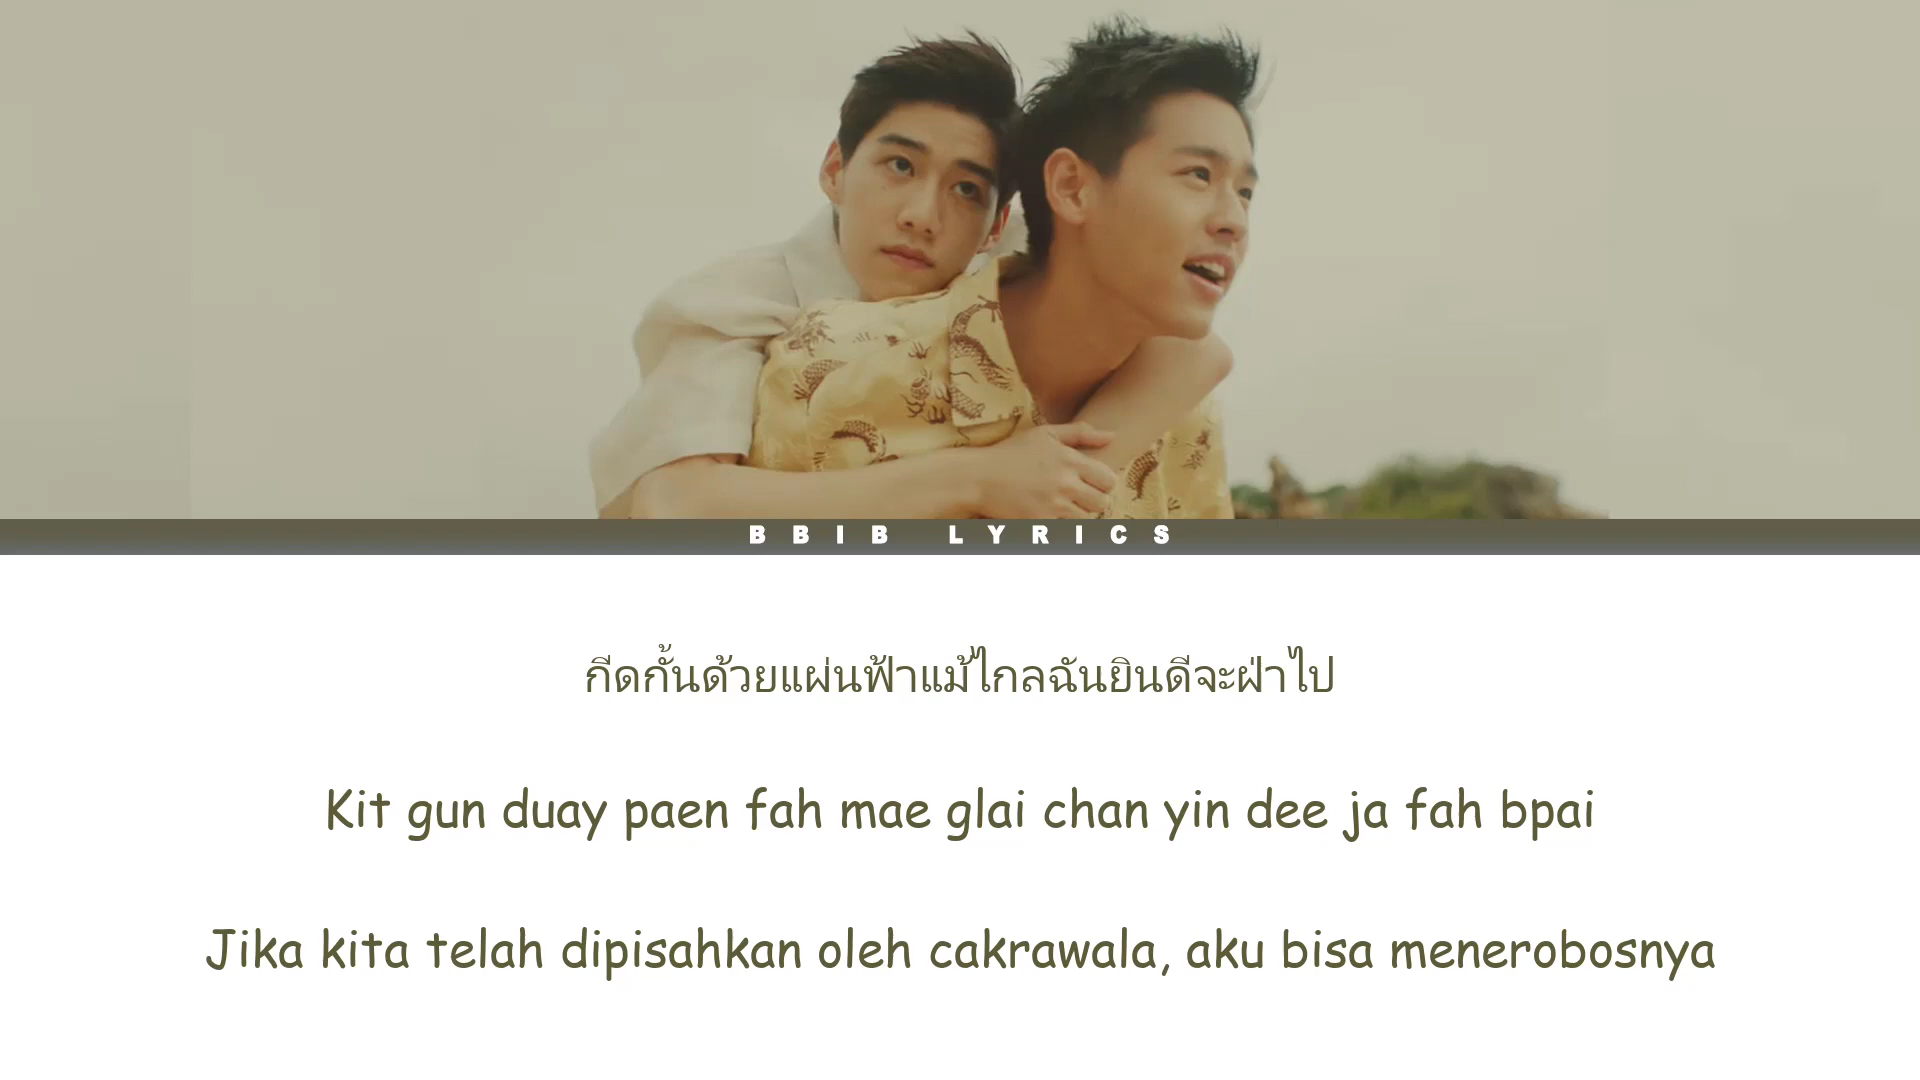 BBIB LYRICS
กีดกั้นด้วยแผ่นฟ้าแม้ไกลฉันยินดีจะฝ่าไป
Kit gun duay paen fah mae glai chan yin dee ja fah bpai
Jika kita telah dipisahkan oleh cakrawala, aku bisa menerobosnya